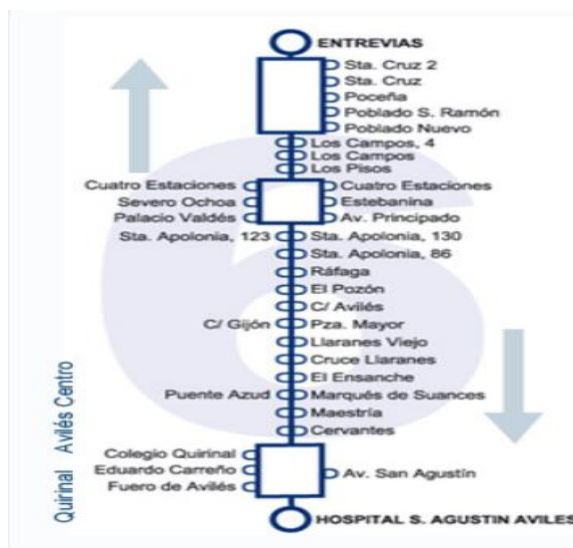 ENTREVIAS
Sta. Cruz 2
Sta. Cruz
Poceña
Poblado S. Ramón
Poblado Nuevo
Los Campos, 4
Los Campos
Los Pisos
Cuatro Estaciones Cuatro Estaciones
Severo Ochoa Estebanina
Palacio Valdés Av. Principado
Sta. Apolonia, 123 Sta. Apolonia, 130
Sta. Apolonia, 86
Ráfaga
El Pozón
C/ Avilés
C/ Gijón Pza. Mayor
Llaranes Viejo
Cruce Llaranes
El Ensanche
Puente Azud Marqués de Suances
Maestría
Cervantes
Colegio Quirinal
Eduardo Carreño Av. San Agustín
Fuero de Avilés
HOSPITAL S. AGUSTIN AVILES
Quirinal Avilés Centro
6